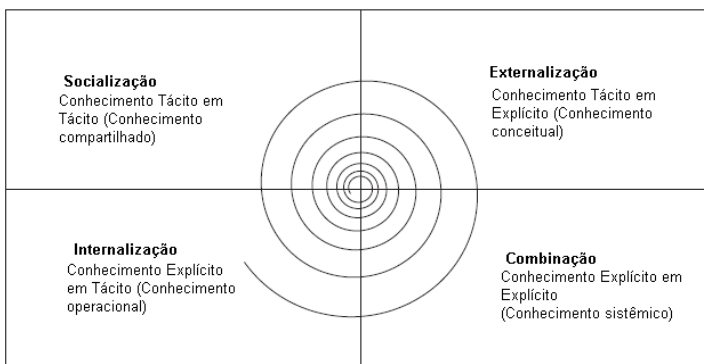 Socialização
Conhecimento Tácito em
Tácito (Conhecimento
compartilhado)
Externalização
Conhecimento Tácito em
Explícito (Conhecimento
conceitual)
Internalização
Conhecimento Explícito
em Tácito (Conhecimento
operacional)
Combinação
Conhecimento Explícito em
Explícito
(Conhecimento sistêmico)